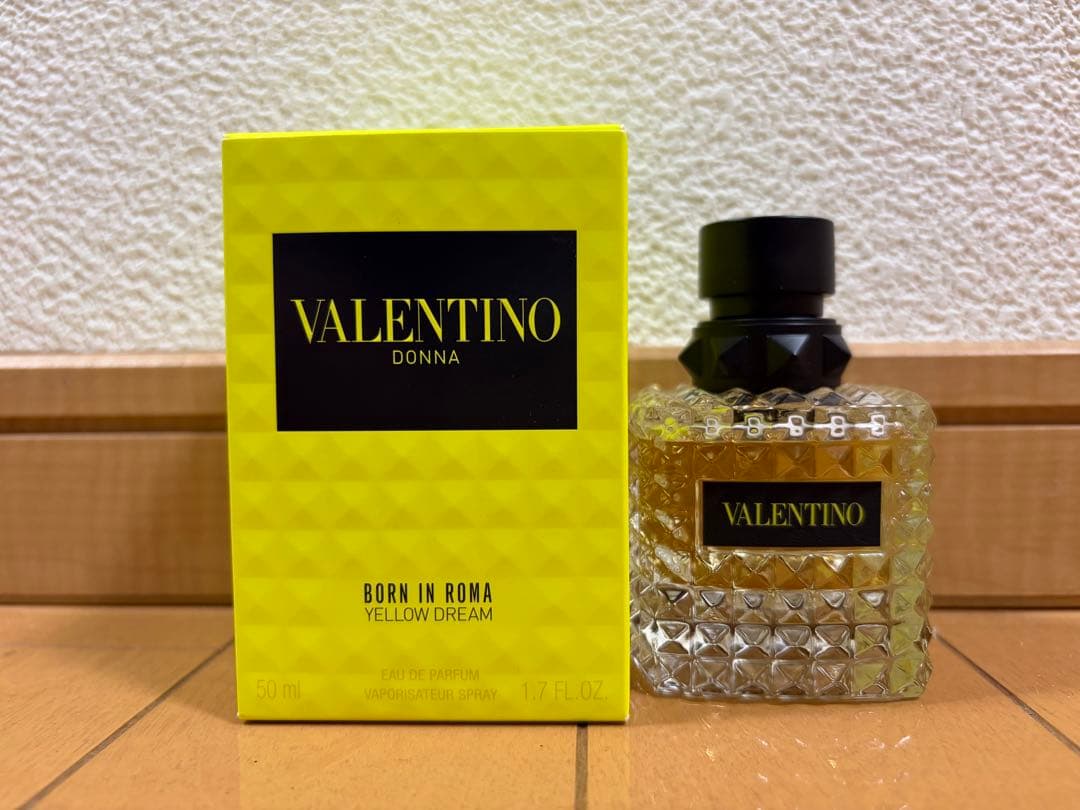 VALENTINO
DONNA
BORN IN ROMA
YELLOW DREAM
EAU DE PARFUM
50 ml VAPORISATEUR SPRAY 1.7 FL.OZ.
VALENTINO